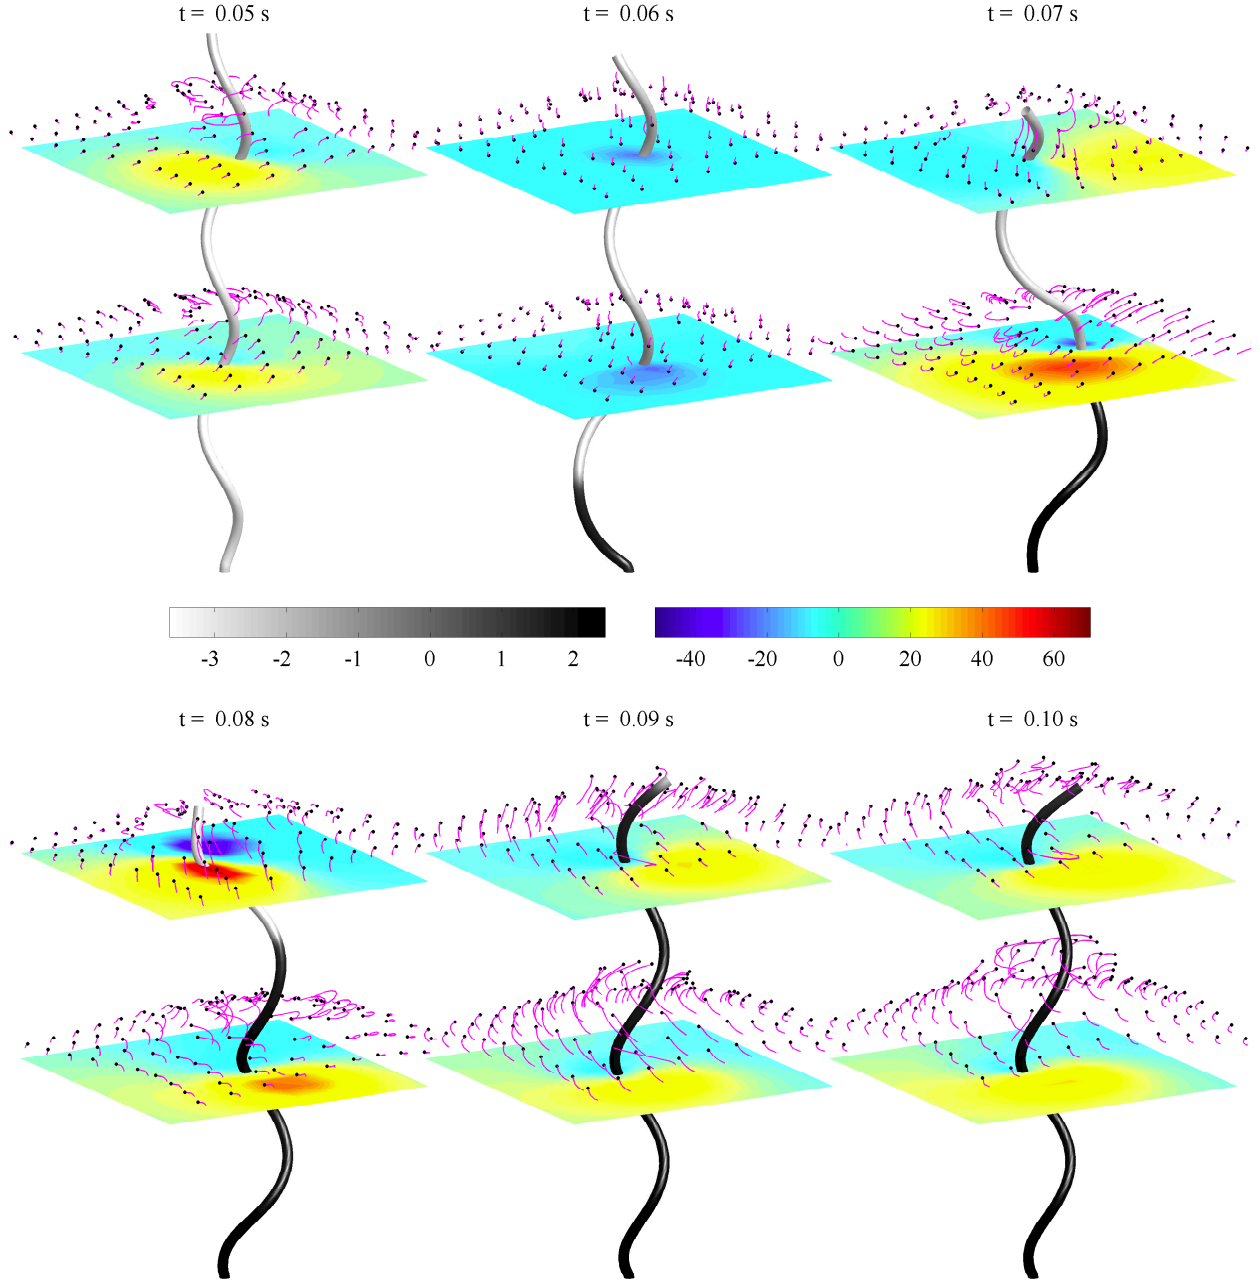 t = 0.05 s
t = 0.06 s
t = 0.07 s
-3 -2 -1 0 1 2
-40 -20 0 20 40 60
t = 0.08 s
t = 0.09 s
t = 0.10 s